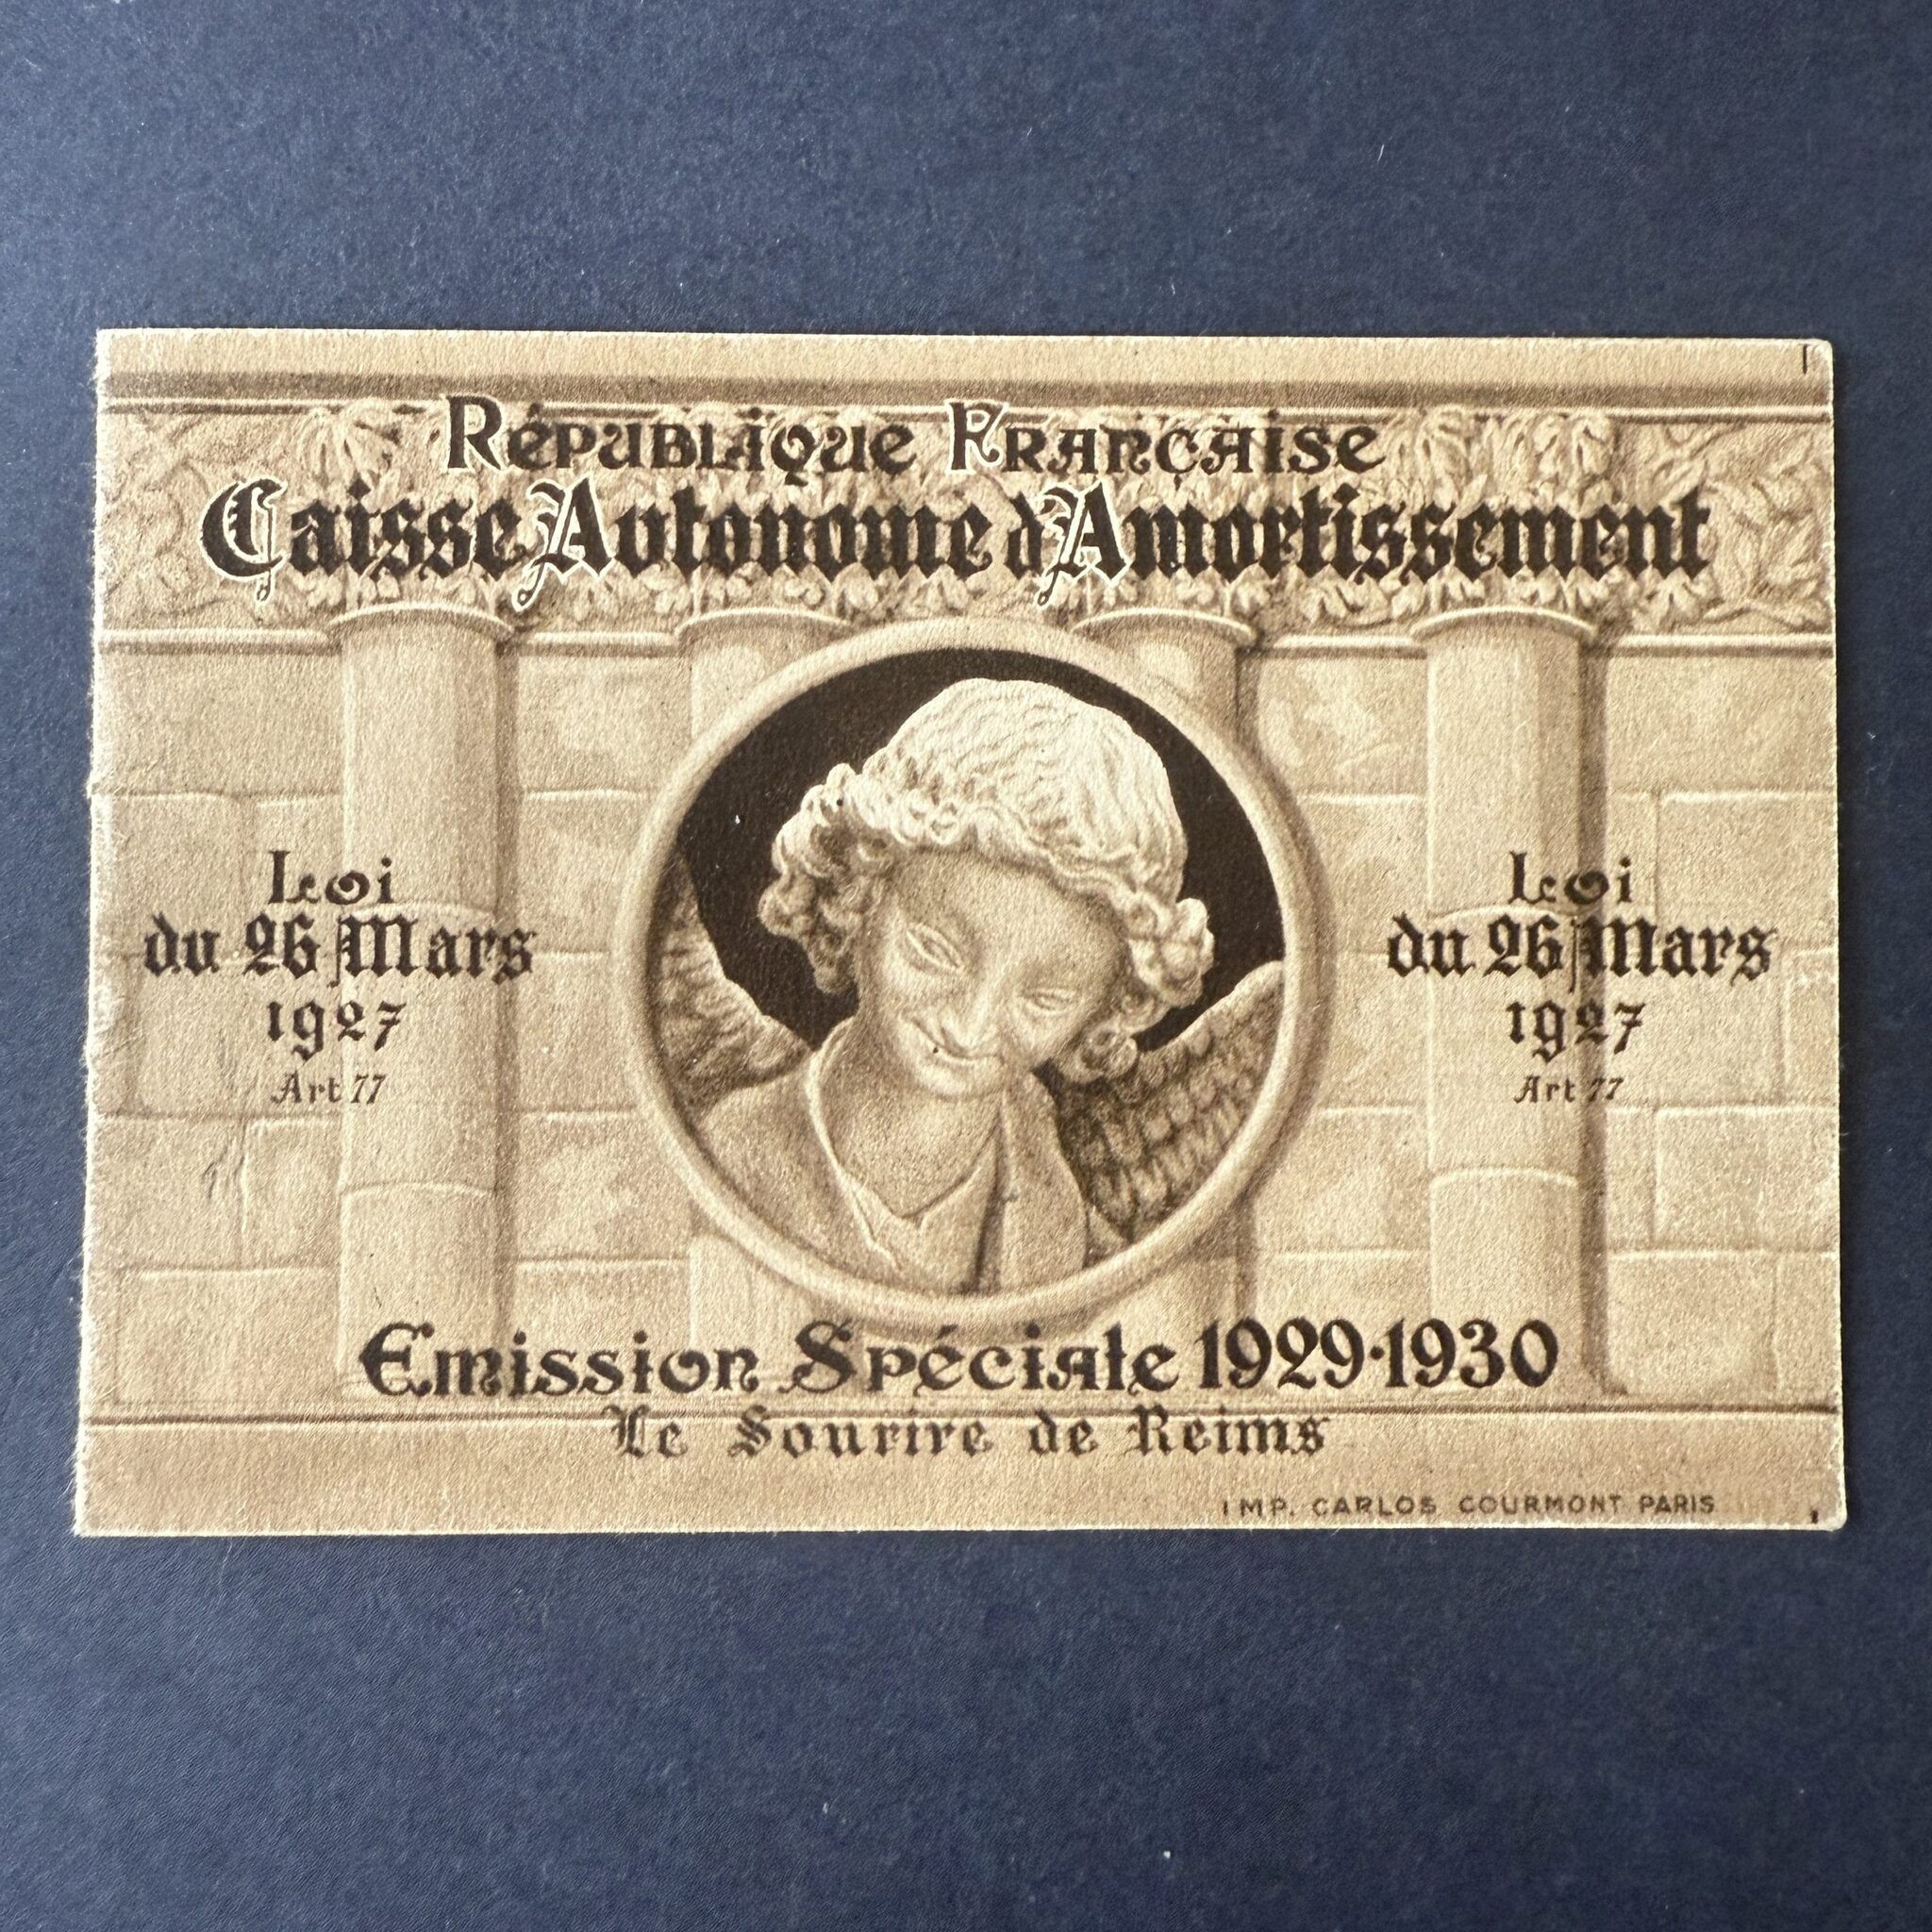 République Française
Caisse Autonome d'Amortissement
Loi
du 26 Mars
1927
Art 77
Loi
du 26 Mars
1927
Art 77
Emission Spéciale 1929·1930
Le Sourire de Reims
IMP. CARLOS COURMONT PARIS